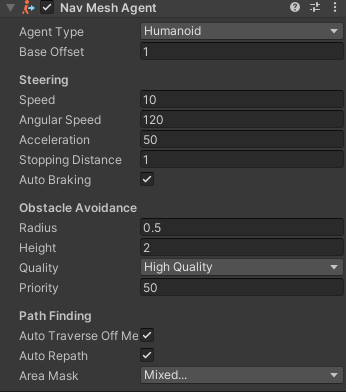 Nav Mesh Agent
Agent Type Humanoid
Base Offset 1
Steering
Speed 10
Angular Speed 120
Acceleration 50
Stopping Distance 1
Auto Braking
Obstacle Avoidance
Radius 0.5
Height 2
Quality High Quality
Priority 50
Path Finding
Auto Traverse Off Me
Auto Repath
Area Mask Mixed...